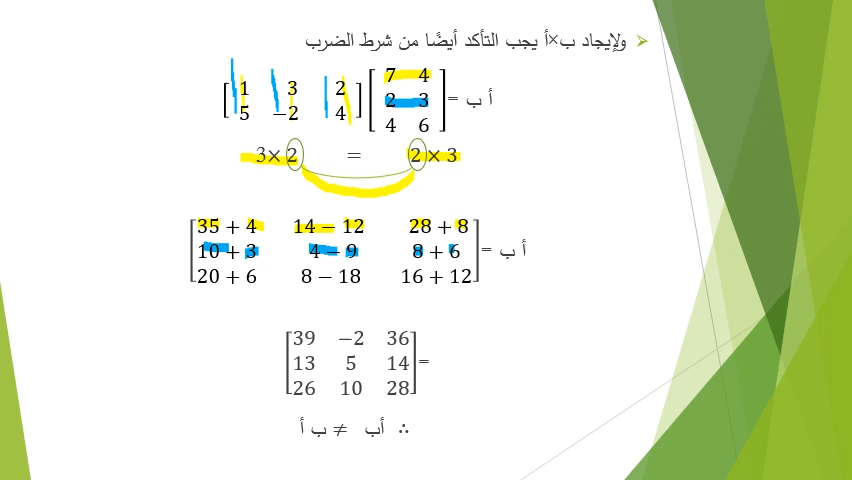 ولإيجاد ب×أ يجب التأكد أيضًا من شرط الضرب
أ ب = [7 4] [1 3 2]
[2 3] [5 −2 4]
[4 6]
3× 2 = 2 × 3
أ ب = [35 + 4 14 − 12 28 + 8]
[10 + 3 4 − 9 8 + 6]
[20 + 6 8 − 18 16 + 12]
= [39 −2 36]
[13 5 14]
[26 10 28]
∴ أب ≠ ب أ